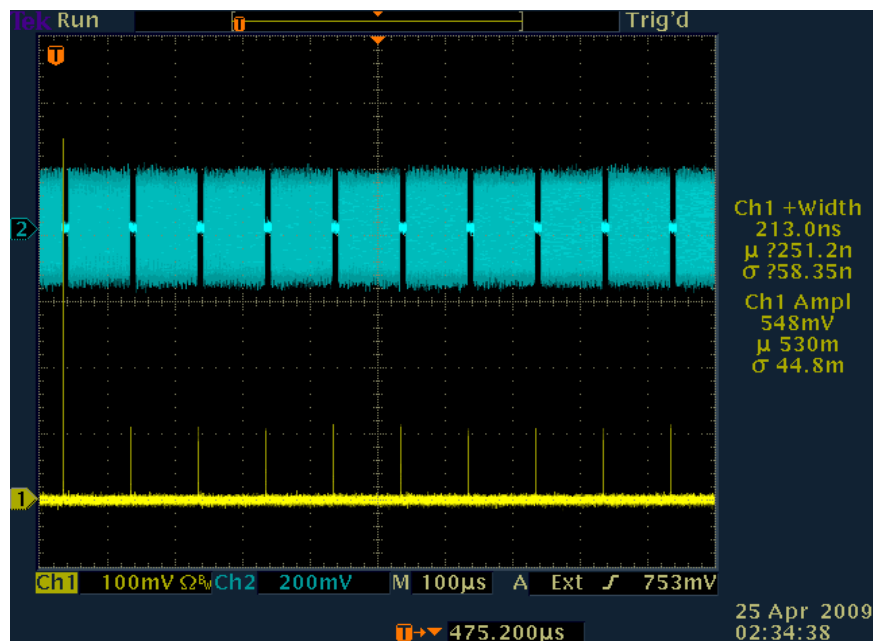 Tek Run Trig'd
T
T
2
Ch1 +Width
213.0ns
µ ?251.2n
σ ?58.35n
Ch1 Ampl
548mV
µ 530m
σ 44.8m
1
Ch1 100mV Ω Bw Ch2 200mV M 100µs A Ext 753mV
T 475.200µs
25 Apr 2009
02:34:38